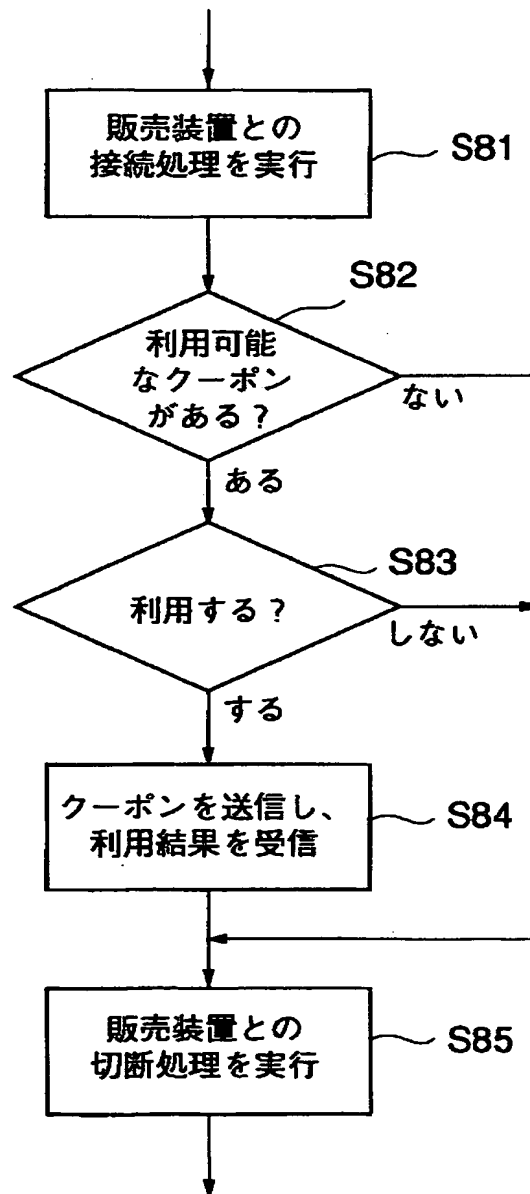 販売装置との
接続処理を実行
S81
S82
利用可能
なクーポン
がある？
ない
ある
S83
利用する？
しない
する
クーポンを送信し、
利用結果を受信
S84
販売装置との
切断処理を実行
S85